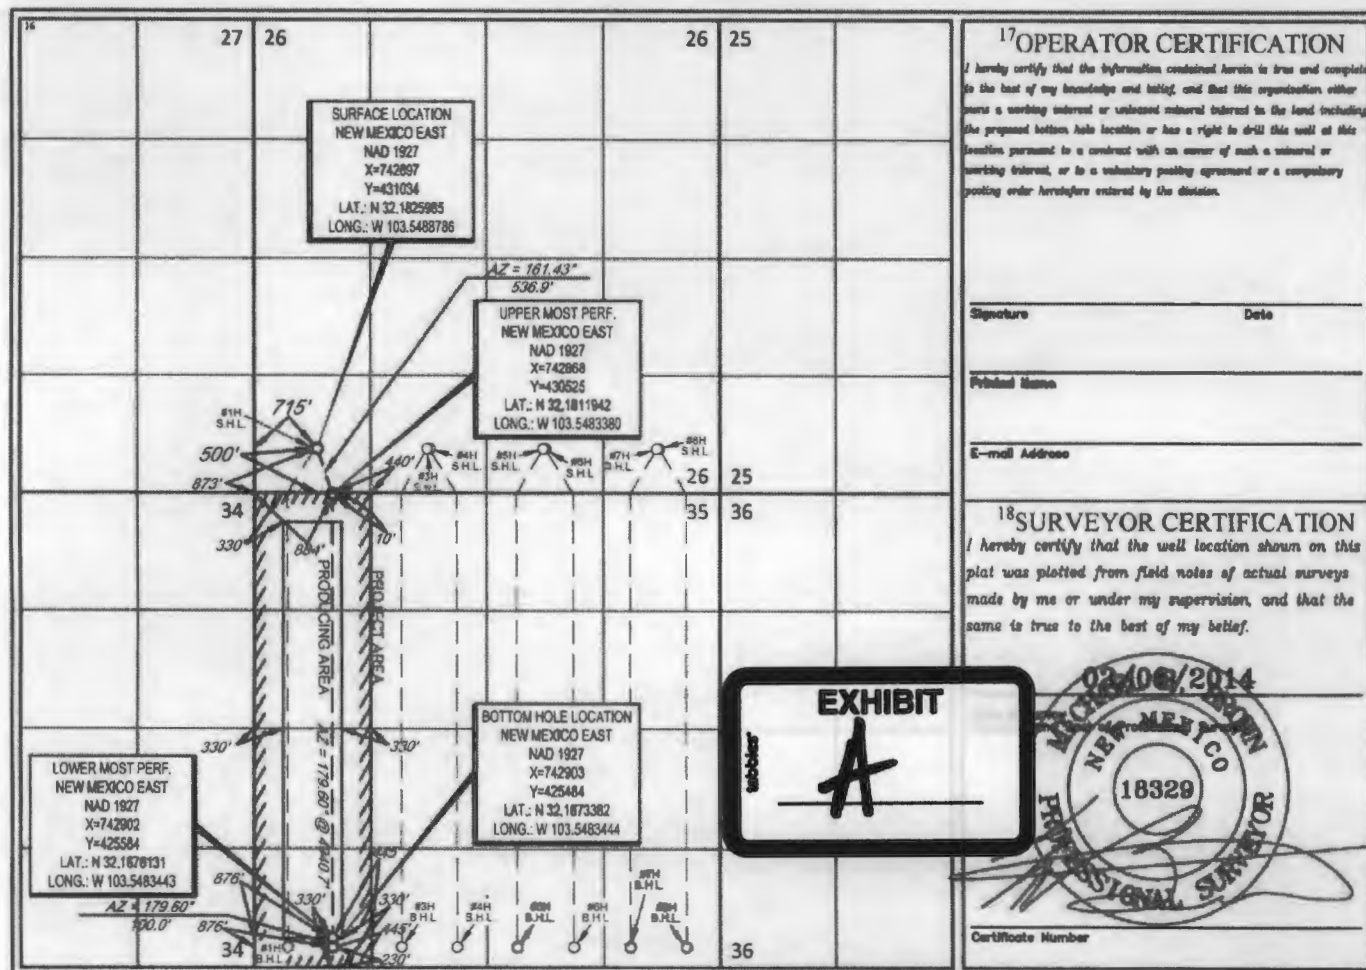 16
27 26
26 25
SURFACE LOCATION
NEW MEXICO EAST
NAD 1927
X=742697
Y=431034
LAT.: N 32.1825985
LONG.: W 103.5488786
AZ = 161.43°
536.9'
UPPER MOST PERF.
NEW MEXICO EAST
NAD 1927
X=742868
Y=430525
LAT.: N 32.1811942
LONG.: W 103.5483380
#1H
S.H.L.
715'
500'
873'
440'
#4H
S.H.L.
#3H
#5H
S.H.L.
#6H
S.H.L.
#7H
#8H
S.H.L.
26 25
34
35 36
330'
884'
10'
PRODUCING AREA
PROJECT AREA
AZ = 179.60°
330'
330'
BOTTOM HOLE LOCATION
NEW MEXICO EAST
NAD 1927
X=742903
Y=425484
LAT.: N 32.1673382
LONG.: W 103.5483444
LOWER MOST PERF.
NEW MEXICO EAST
NAD 1927
X=742902
Y=425584
LAT.: N 32.1676131
LONG.: W 103.5483443
AZ = 179.60°
100.0'
876'
876'
330'
330'
445'
445'
230'
34
#1H
B.H.L.
#3H
B.H.L.
#4H
S.H.L.
B.H.L.
#6H
B.H.L.
B.H.L.
B.H.L.
36
17 OPERATOR CERTIFICATION
I hereby certify that the information contained herein is true and complete
to the best of my knowledge and belief, and that this organization either
owns a working interest or unleased mineral interest in the land including
the proposed bottom hole location or has a right to drill this well at this
location pursuant to a contract with an owner of such a mineral or
working interest, or to a voluntary pooling agreement or a compulsory
pooling order heretofore entered by the division.
Signature Date
Printed Name
E-mail Address
18 SURVEYOR CERTIFICATION
I hereby certify that the well location shown on this
plat was plotted from field notes of actual surveys
made by me or under my supervision, and that the
same is true to the best of my belief.
/2014
NEW MEXICO
18329
PROFESSIONAL SURVEYOR
Certificate Number
EXHIBIT
A
tabbies'